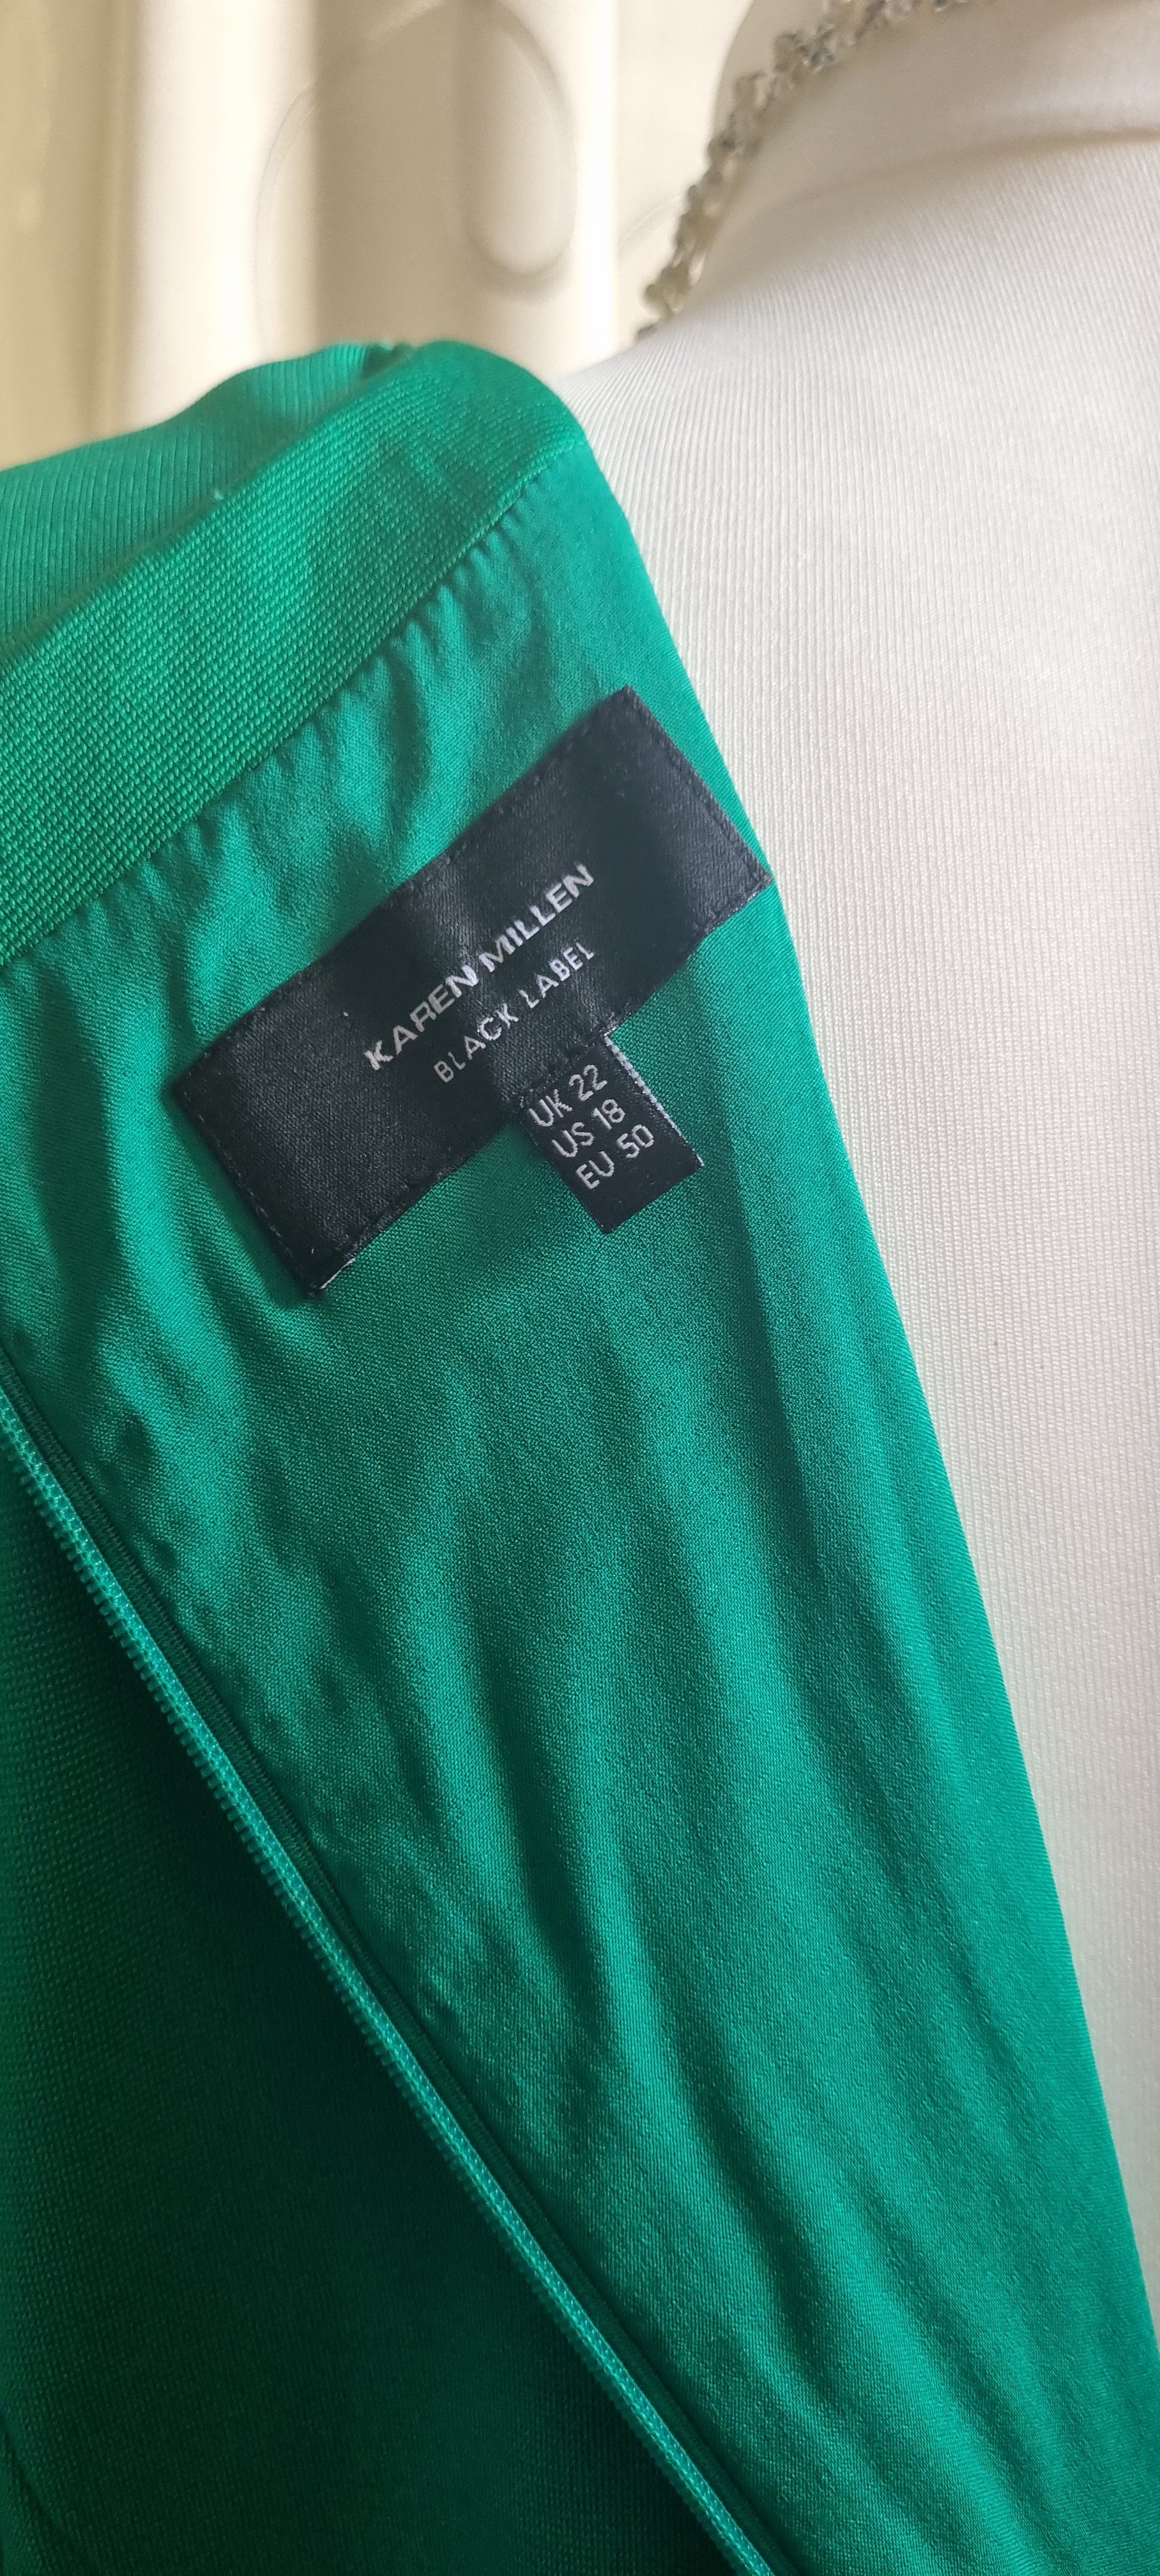 KAREN MILLEN
BLACK LABEL
UK 22
US 18
EU 50